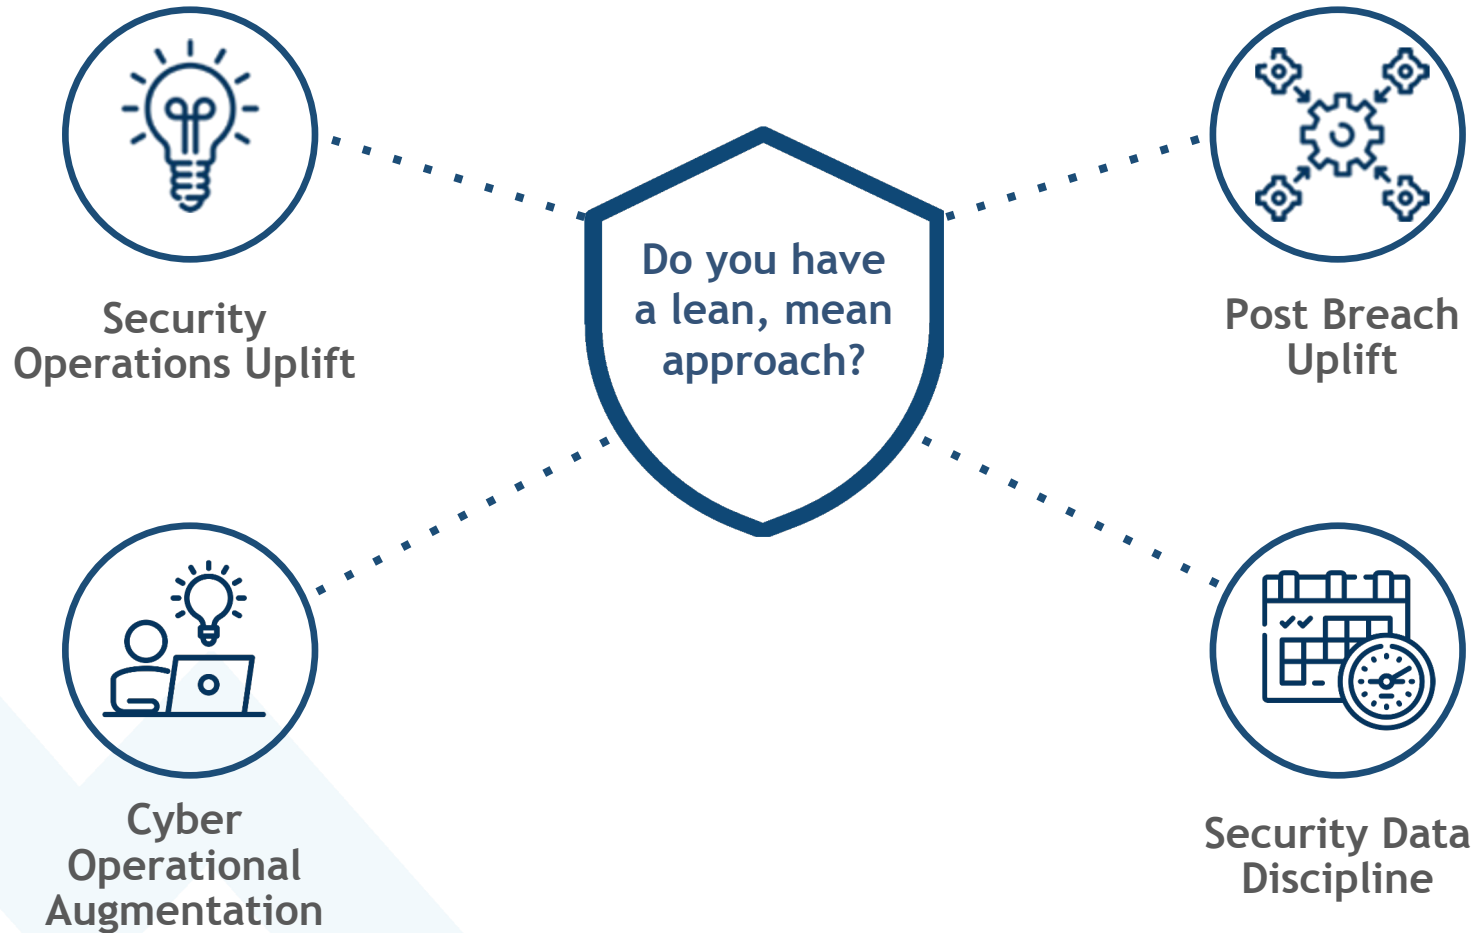 Security
Operations Uplift
Do you have
a lean, mean
approach?
Post Breach
Uplift
Cyber
Operational
Augmentation
Security Data
Discipline